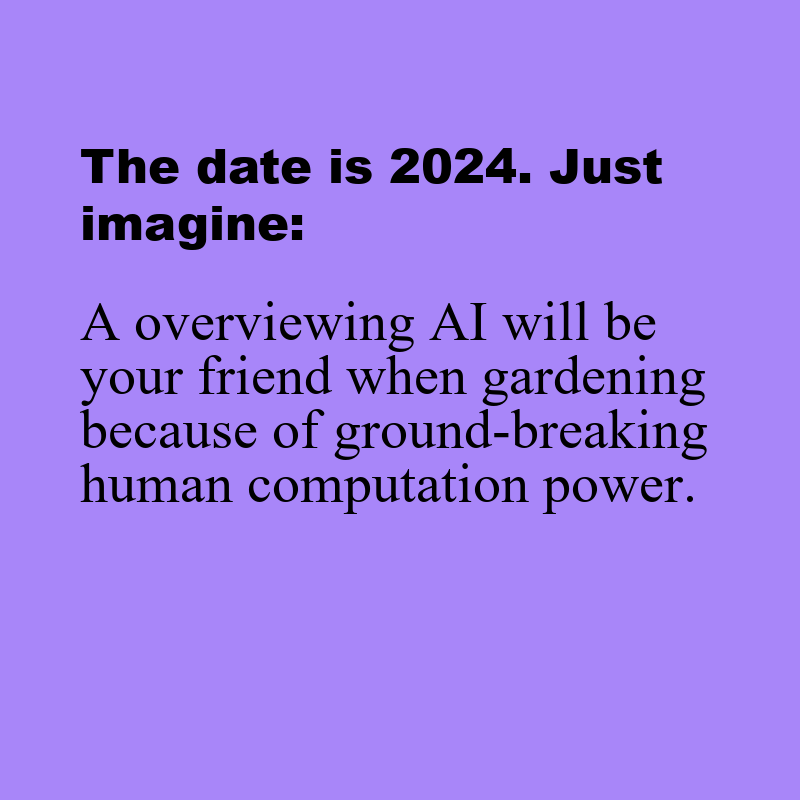 The date is 2024. Just
imagine:
A overviewing AI will be
your friend when gardening
because of ground-breaking
human computation power.